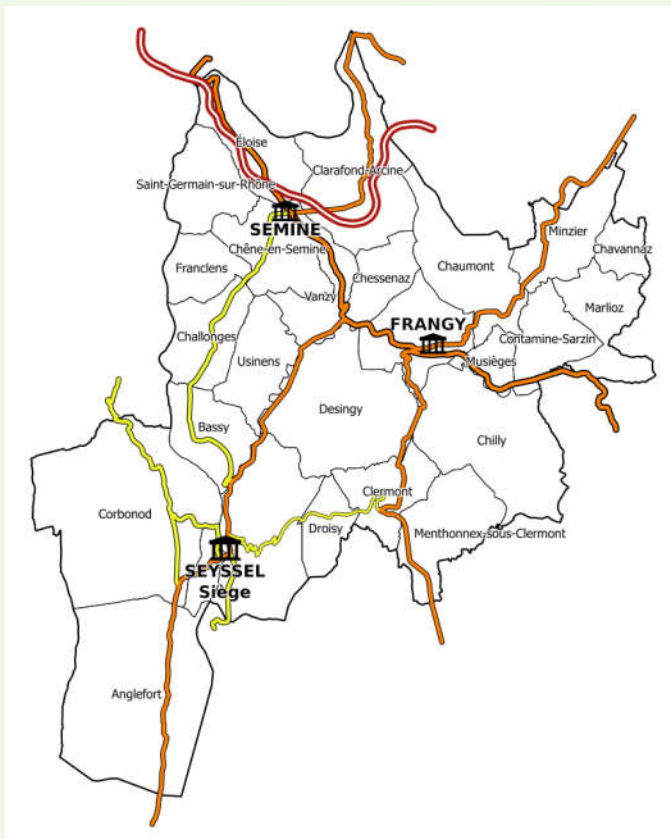 Éloise
Clarafond-Arcine
Saint-Germain-sur-Rhône
SEMINE
Minzier
Chêne-en-Semine
Chavannaz
Franclens
Chaumont
Chessenaz
Vanzy
Marlioz
FRANGY
Challonges
Contamine-Sarzin
Usinens
Musièges
Desingy
Bassy
Chilly
Clermont
Corbonod
Droisy
Menthonnex-sous-Clermont
SEYSSEL
Siège
Anglefort